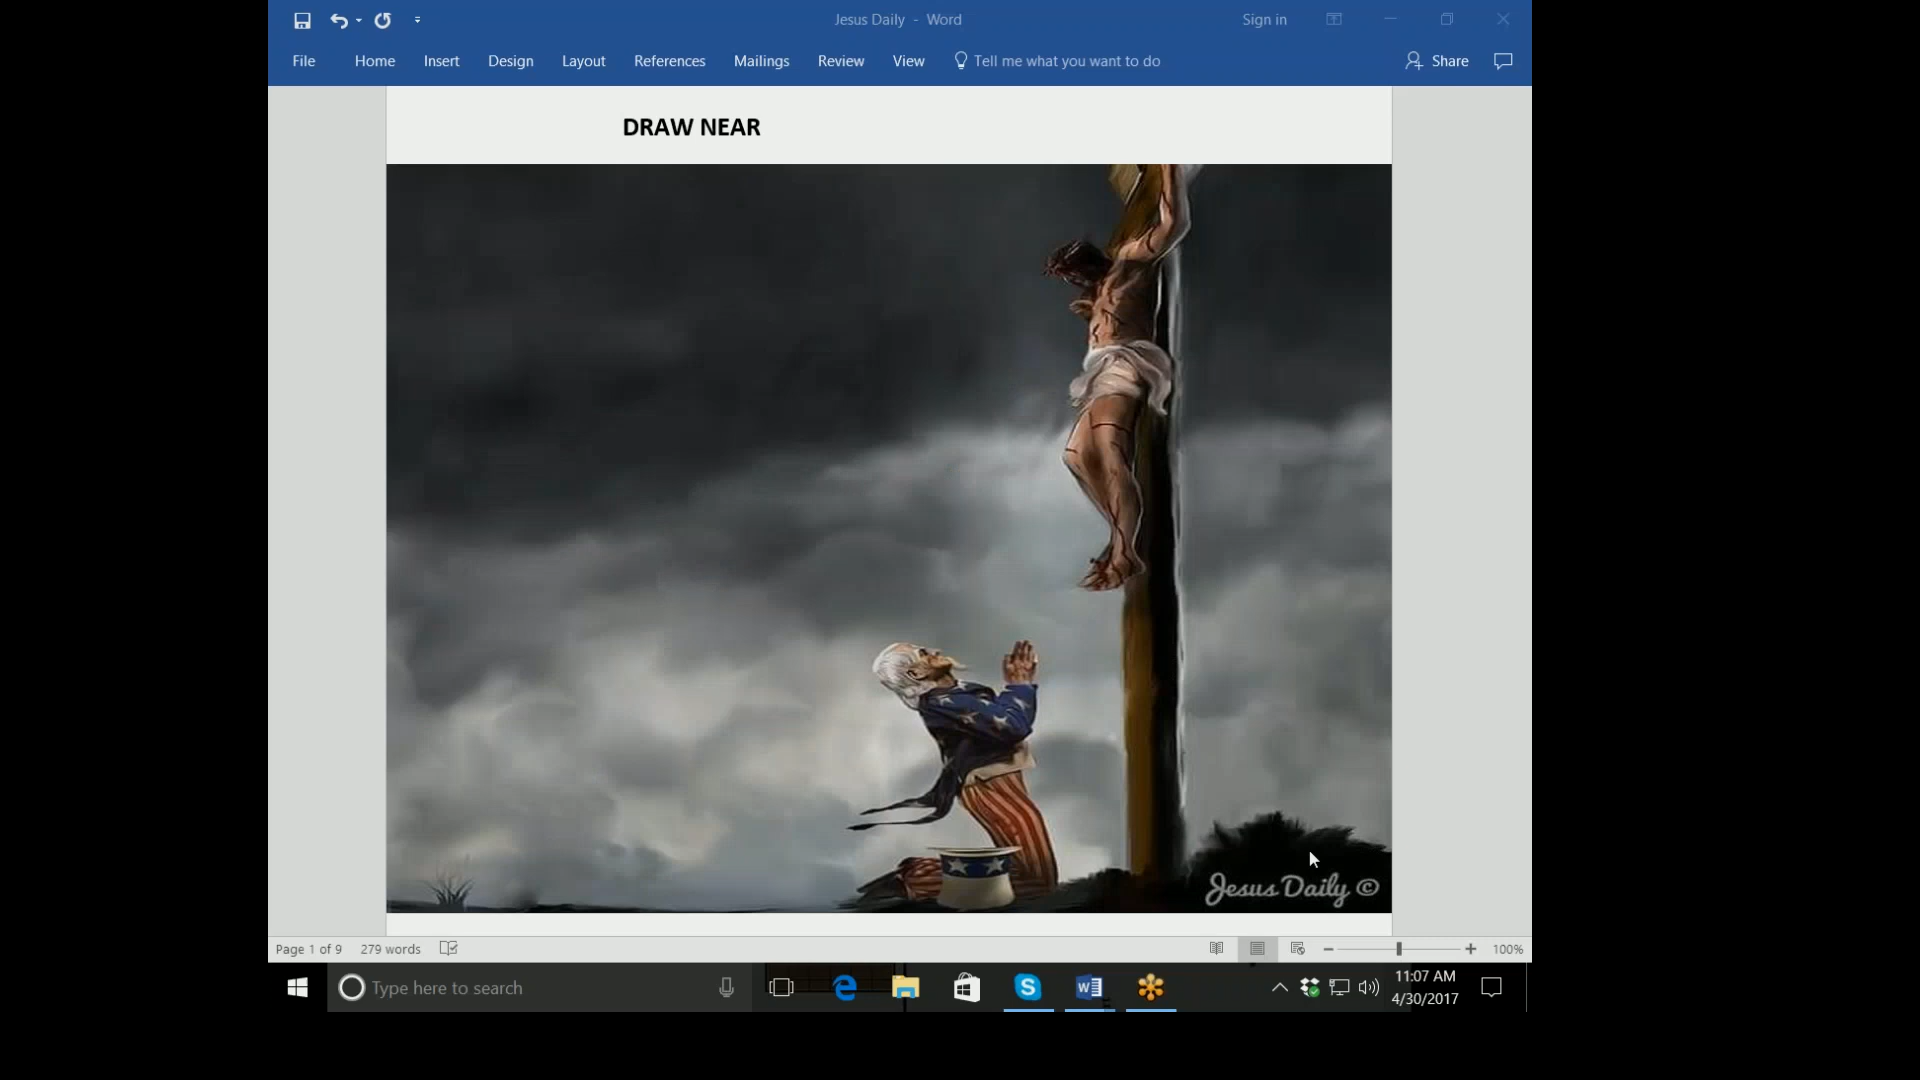 Jesus Daily - Word
Sign in
File Home Insert Design Layout References Mailings Review View Tell me what you want to do Share
DRAW NEAR
Jesus Daily ©
Page 1 of 9 279 words 100%
Type here to search
11:07 AM
4/30/2017